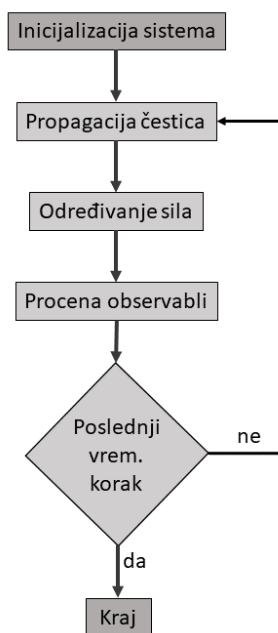 Inicijalizacija sistema
Propagacija čestica
Određivanje sila
Procena observabli
Poslednji
vrem.
korak
ne
da
Kraj